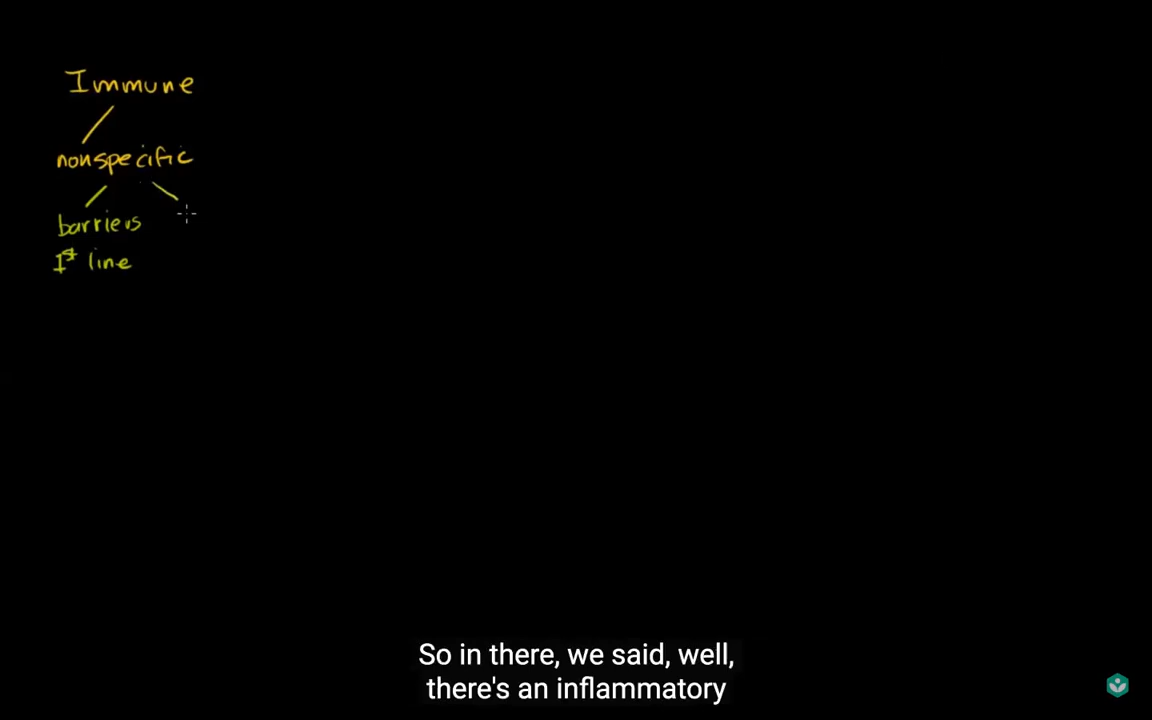 Immune
nonspecific
barriers
1st line
So in there, we said, well,
there's an inflammatory